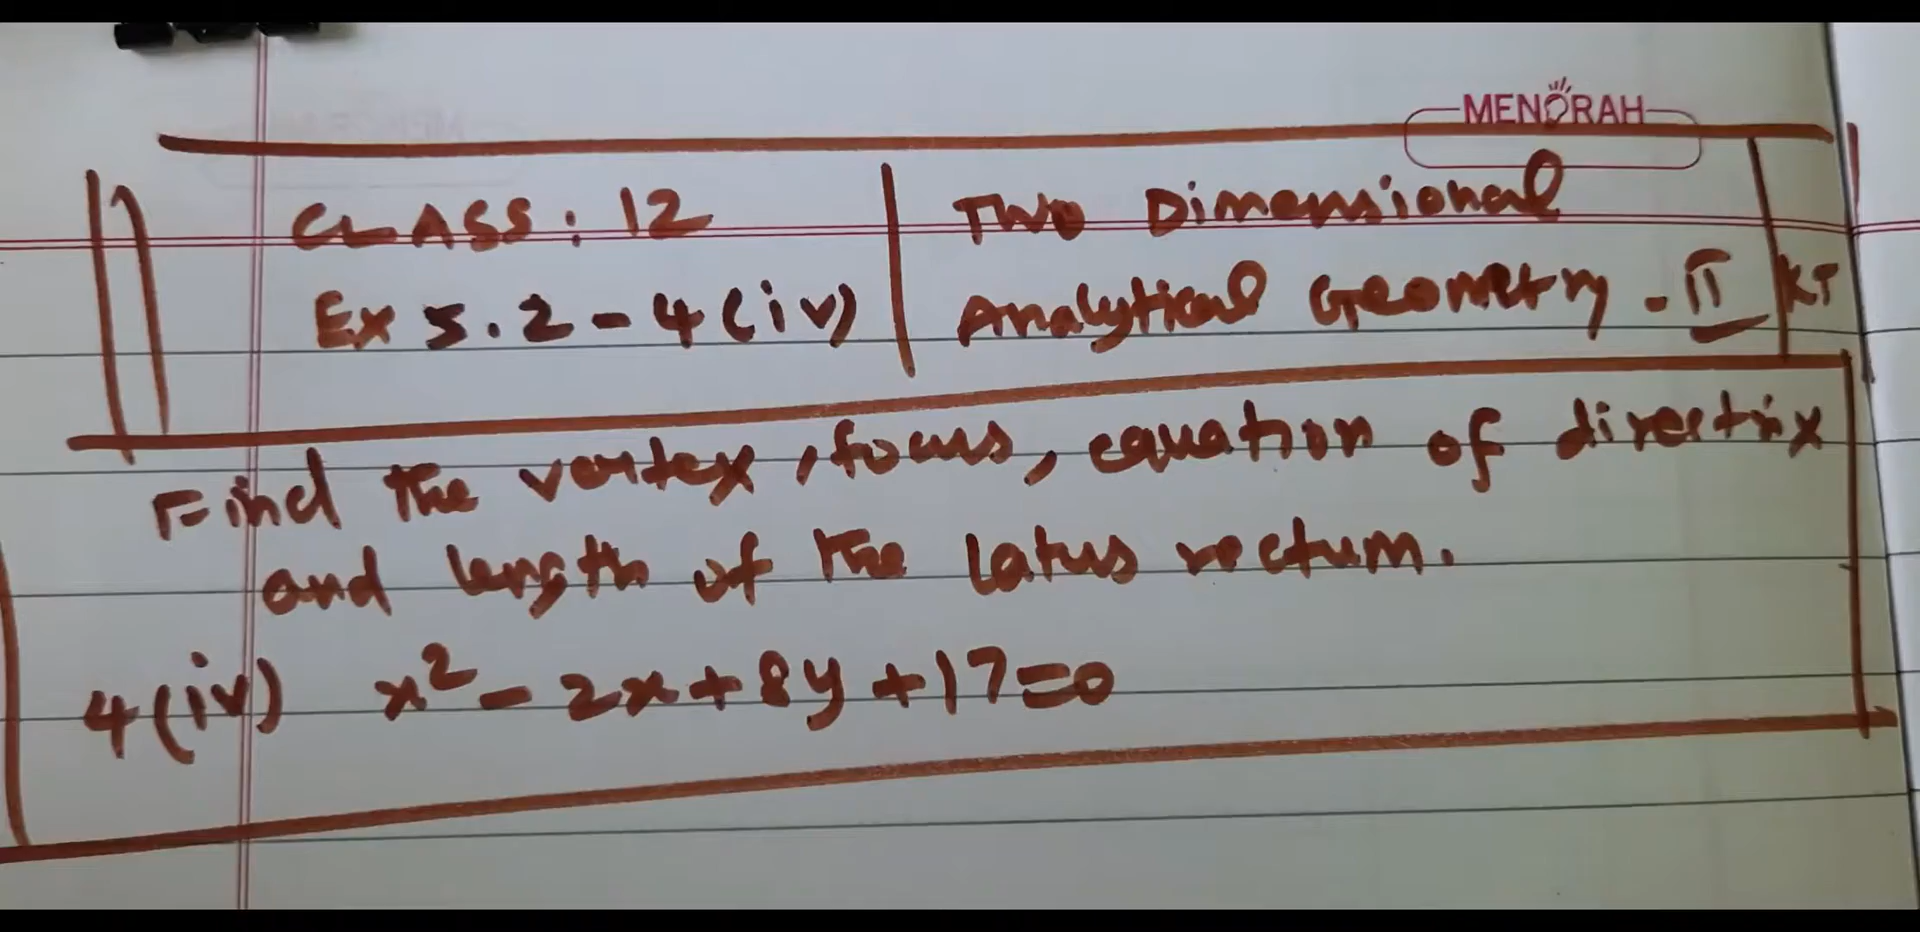 MENORAH
CLASS: 12 | Two Dimensional
Ex 5.2 - 4(iv) | Analytical Geometry - II | KT
Find the vertex, focus, equation of directrix
and length of the latus rectum.
4(iv) x² - 2x + 8y + 17 = 0